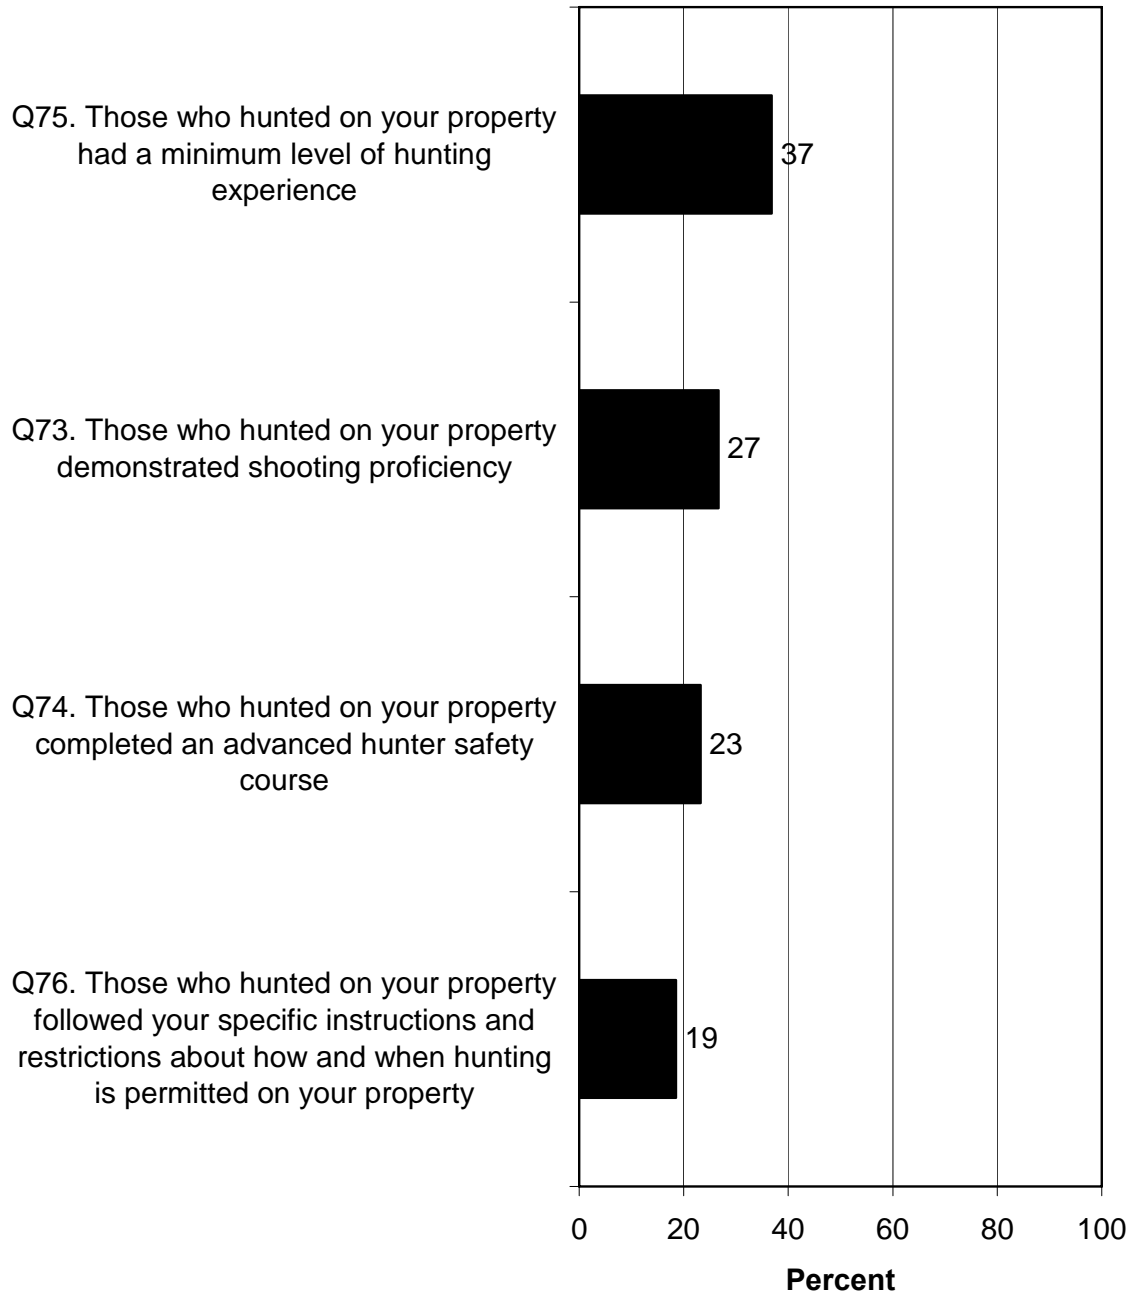 Q75. Those who hunted on your property
had a minimum level of hunting
experience
37
Q73. Those who hunted on your property
demonstrated shooting proficiency
27
Q74. Those who hunted on your property
completed an advanced hunter safety
course
23
Q76. Those who hunted on your property
followed your specific instructions and
restrictions about how and when hunting
is permitted on your property
19
0 20 40 60 80 100
Percent